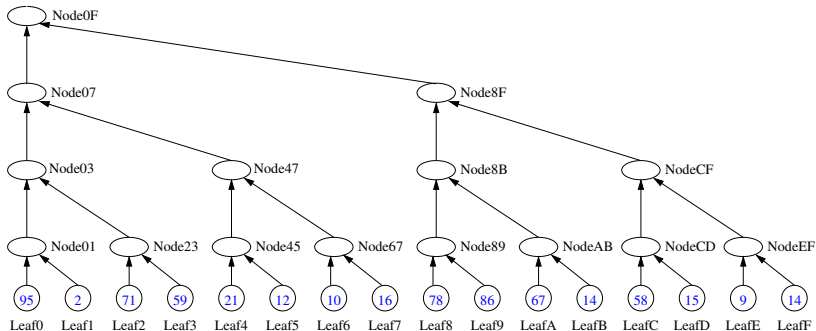 Node0F
Node07 Node8F
Node03 Node47 Node8B NodeCF
Node01 Node23 Node45 Node67 Node89 NodeAB NodeCD NodeEF
95 2 71 59 21 12 10 16 78 86 67 14 58 15 9 14
Leaf0 Leaf1 Leaf2 Leaf3 Leaf4 Leaf5 Leaf6 Leaf7 Leaf8 Leaf9 LeafA LeafB LeafC LeafD LeafE LeafF